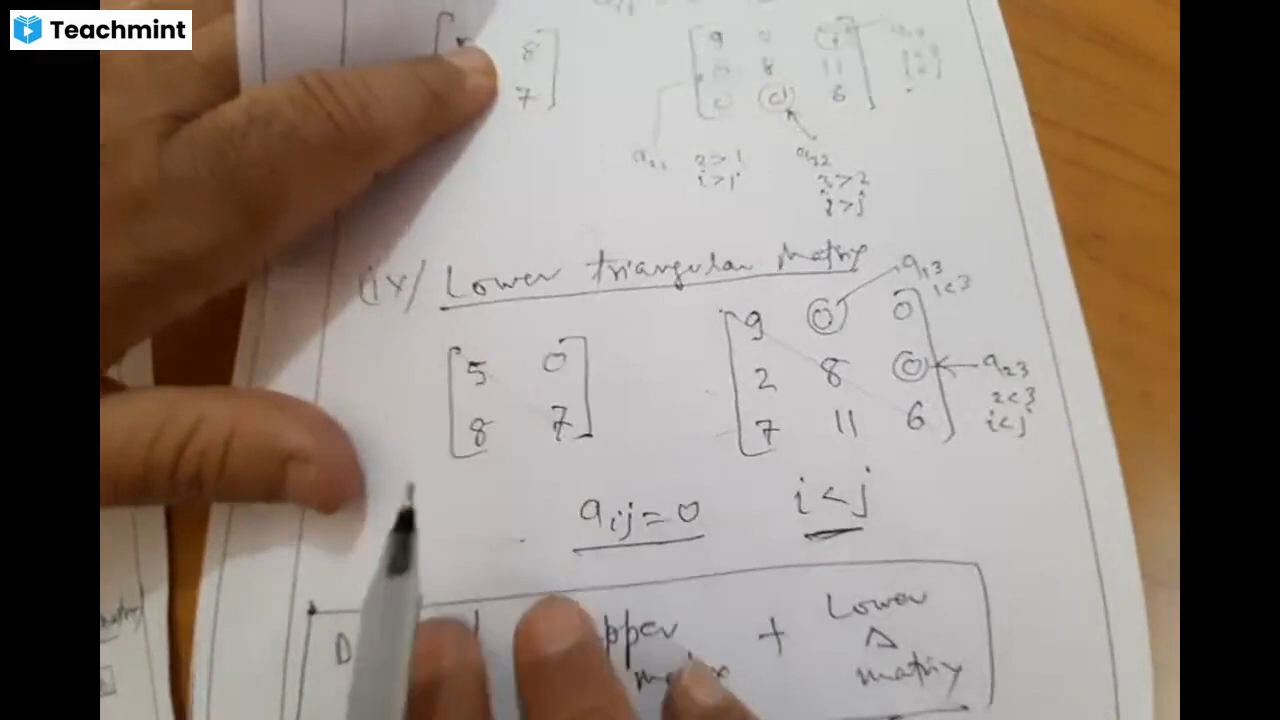 Teachmint
8
7
9
8 11
6
2 > 1
i > j
a32
3 > 2
i > j
iv/ Lower triangular Matrix
a13
1 < 3
5 0
8 7
9 0 0
2 8 0
7 11 6
a23
2 < 3
i < j
aij = 0 i < j
D pper + Lower
Δ
matrix